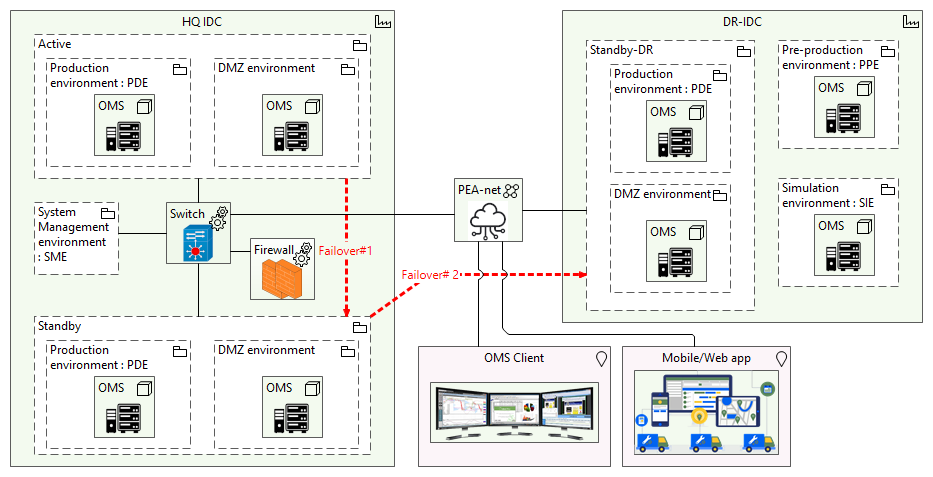 HQ IDC
Active
Production
environment : PDE
OMS
DMZ environment
OMS
System
Management
environment
: SME
Switch
Firewall
Failover#1
Standby
Production
environment : PDE
OMS
DMZ environment
OMS
PEA-net
Failover# 2
DR-IDC
Standby-DR
Production
environment : PDE
OMS
DMZ environment
OMS
Pre-production
environment : PPE
OMS
Simulation
environment : SIE
OMS
OMS Client
Mobile/Web app